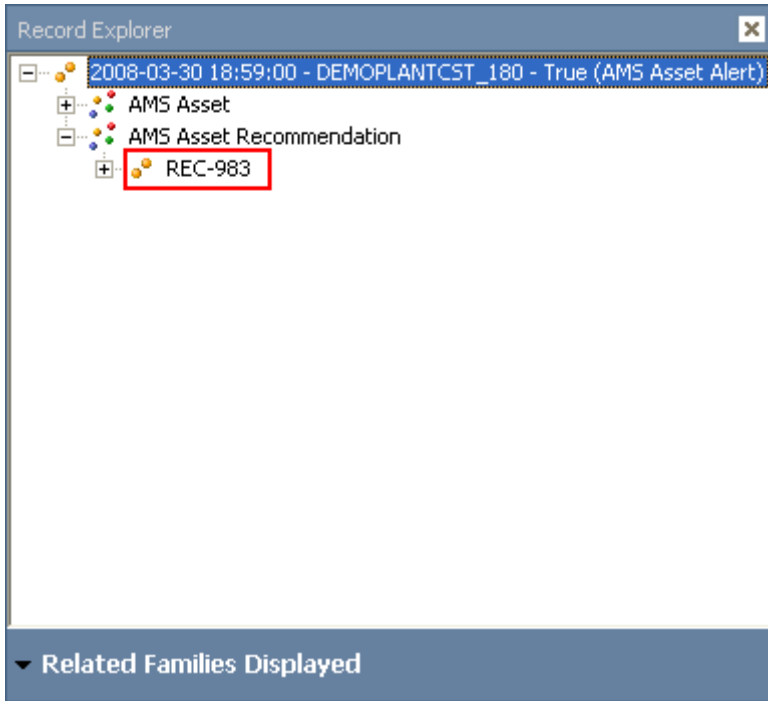 Record Explorer
2008-03-30 18:59:00 - DEMOPLANTCST_180 - True (AMS Asset Alert)
AMS Asset
AMS Asset Recommendation
REC-983
Related Families Displayed